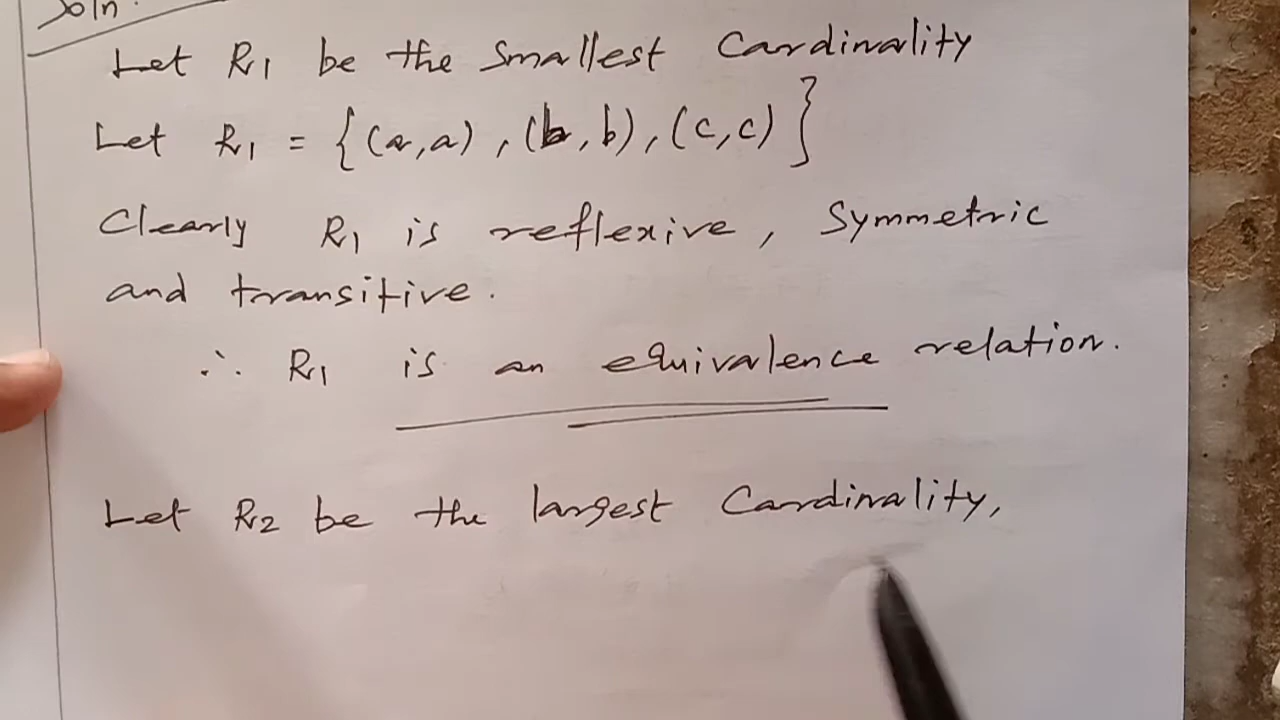 Soln.
Let R1 be the smallest Cardinality
Let R1 = {(a,a), (b,b), (c,c)}
Clearly R1 is reflexive, Symmetric
and transitive.
∴ R1 is an equivalence relation.
Let R2 be the largest Cardinality,